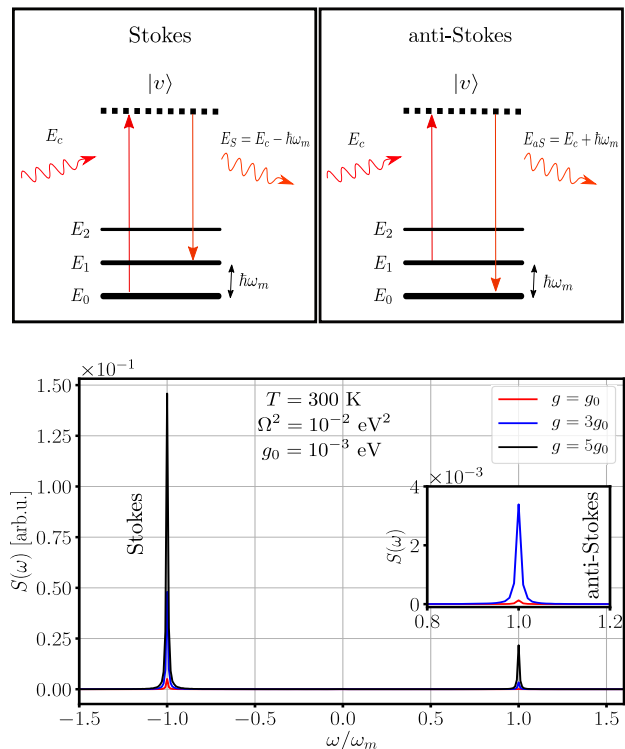 Stokes
anti-Stokes
|v⟩
|v⟩
E_c
E_S = E_c − ħω_m
E_c
E_aS = E_c + ħω_m
E_2
E_2
E_1
E_1
ħω_m
ħω_m
E_0
E_0
×10⁻¹
1.50
1.25
1.00
0.75
0.50
0.25
0.00
S(ω) [arb.u.]
T = 300 K
Ω² = 10⁻² eV²
g_0 = 10⁻³ eV
g = g_0
g = 3g_0
g = 5g_0
Stokes
×10⁻³
4
2
0
S(ω)
anti-Stokes
0.8 1.0 1.2
−1.5 −1.0 −0.5 0.0 0.5 1.0 1.5
ω/ω_m